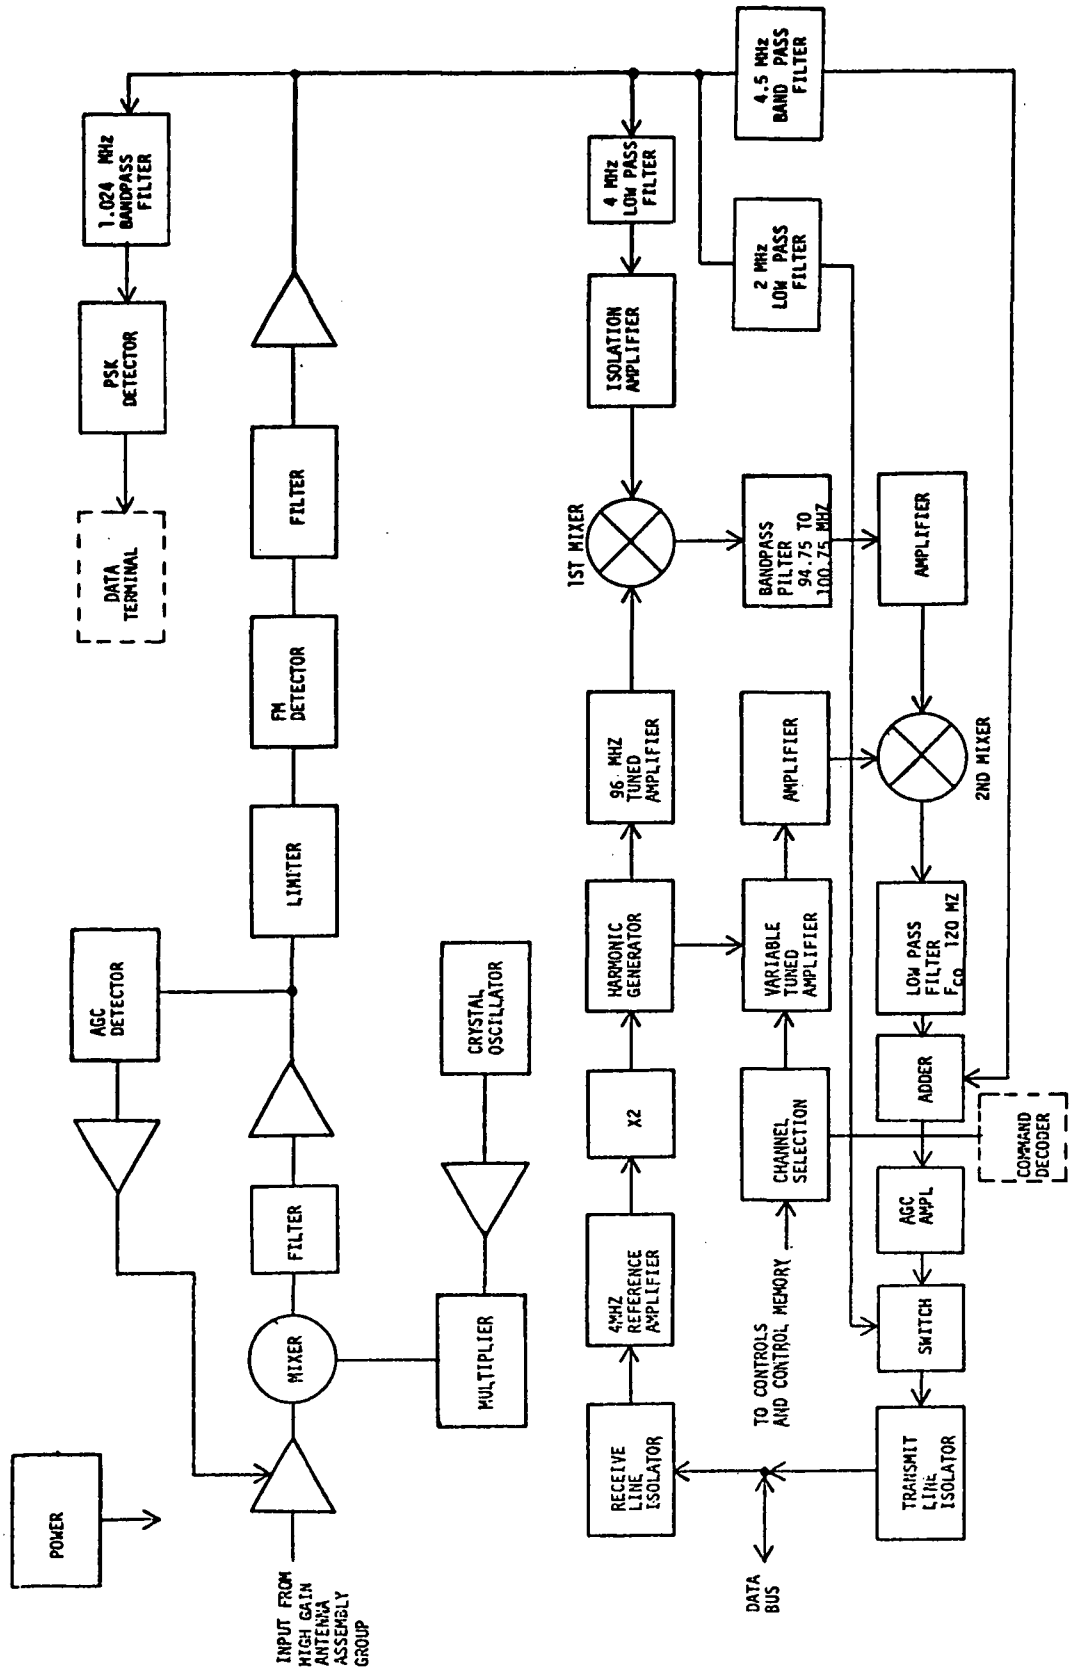 POWER
AGC
DETECTOR
DATA
TERMINAL
PSK
DETECTOR
1.024 MHz
BANDPASS
FILTER
INPUT FROM
HIGH GAIN
ANTENNA
ASSEMBLY
GROUP
MIXER
FILTER
LIMITER
FM
DETECTOR
FILTER
MULTIPLIER
CRYSTAL
OSCILLATOR
RECEIVE
LINE
ISOLATOR
4MHZ
REFERENCE
AMPLIFIER
X2
HARMONIC
GENERATOR
96 MHZ
TUNED
AMPLIFIER
1ST MIXER
ISOLATION
AMPLIFIER
4 MHz
LOW PASS
FILTER
DATA
BUS
TO CONTROLS
AND CONTROL MEMORY
CHANNEL
SELECTION
VARIABLE
TUNED
AMPLIFIER
AMPLIFIER
BANDPASS
FILTER
94.75 TO
100.75 MHZ
2 MHz
LOW PASS
FILTER
4.5 MHz
BAND PASS
FILTER
TRANSMIT
LINE
ISOLATOR
SWITCH
AGC
AMPL
ADDER
LOW PASS
FILTER
FCO 120 MZ
2ND MIXER
AMPLIFIER
COMMAND
DECODER